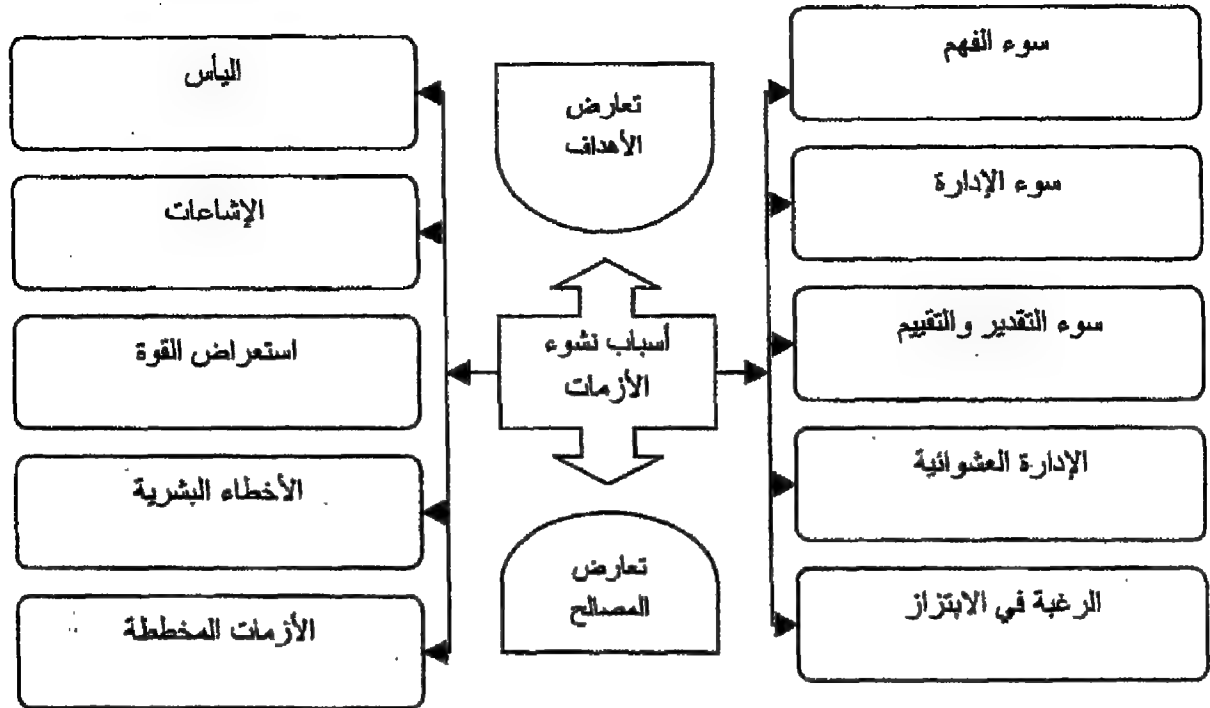 سوء الفهم
سوء الإدارة
سوء التقدير والتقييم
الإدارة العشوائية
الرغبة في الابتزاز
تعارض
الأهداف
أسباب نشوء
الأزمات
تعارض
المصالح
اليأس
الإشاعات
استعراض القوة
الأخطاء البشرية
الأزمات المخططة